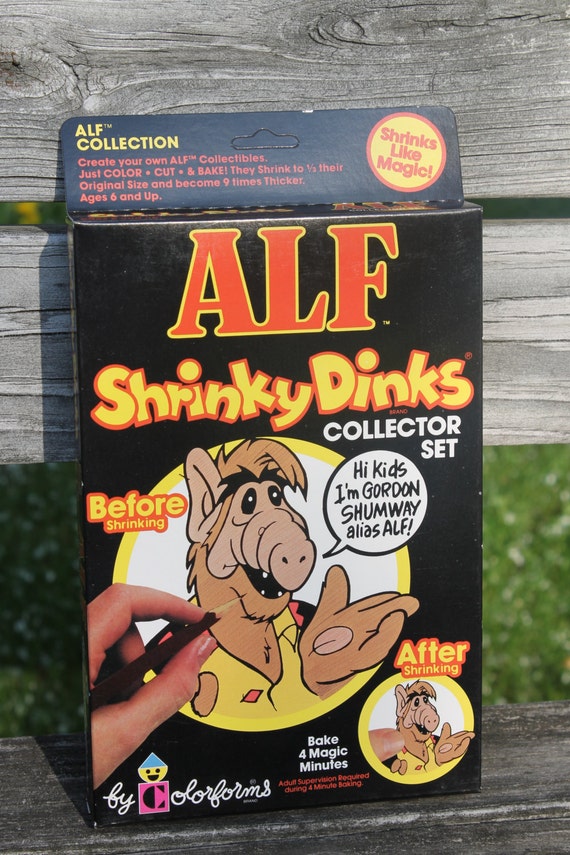 ALF™
COLLECTION
Create your own ALF™ Collectibles.
Just COLOR • CUT • & BAKE! They Shrink to ⅓ their
Original Size and become 9 times Thicker.
Ages 6 and Up.
Shrinks
Like
Magic!
ALF™
Shrinky Dinks®
BRAND
COLLECTOR
SET
Hi kids
I'm GORDON
SHUMWAY
alias ALF!
Before
Shrinking
After
Shrinking
Bake
4 Magic
Minutes
Adult Supervision Required
during 4 Minute Baking.
by Colorforms®
BRAND